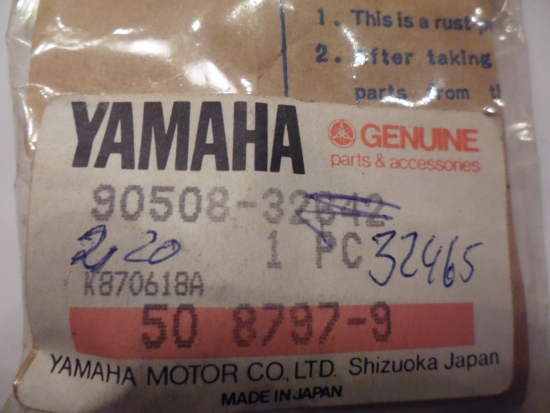 1. This is a rust-p
2. After taking
parts from th
YAMAHA
GENUINE
parts & accessories
90508-32642
2,20
1 PC
32465
K870618A
50 8797-9
YAMAHA MOTOR CO., LTD. Shizuoka Japan
MADE IN JAPAN